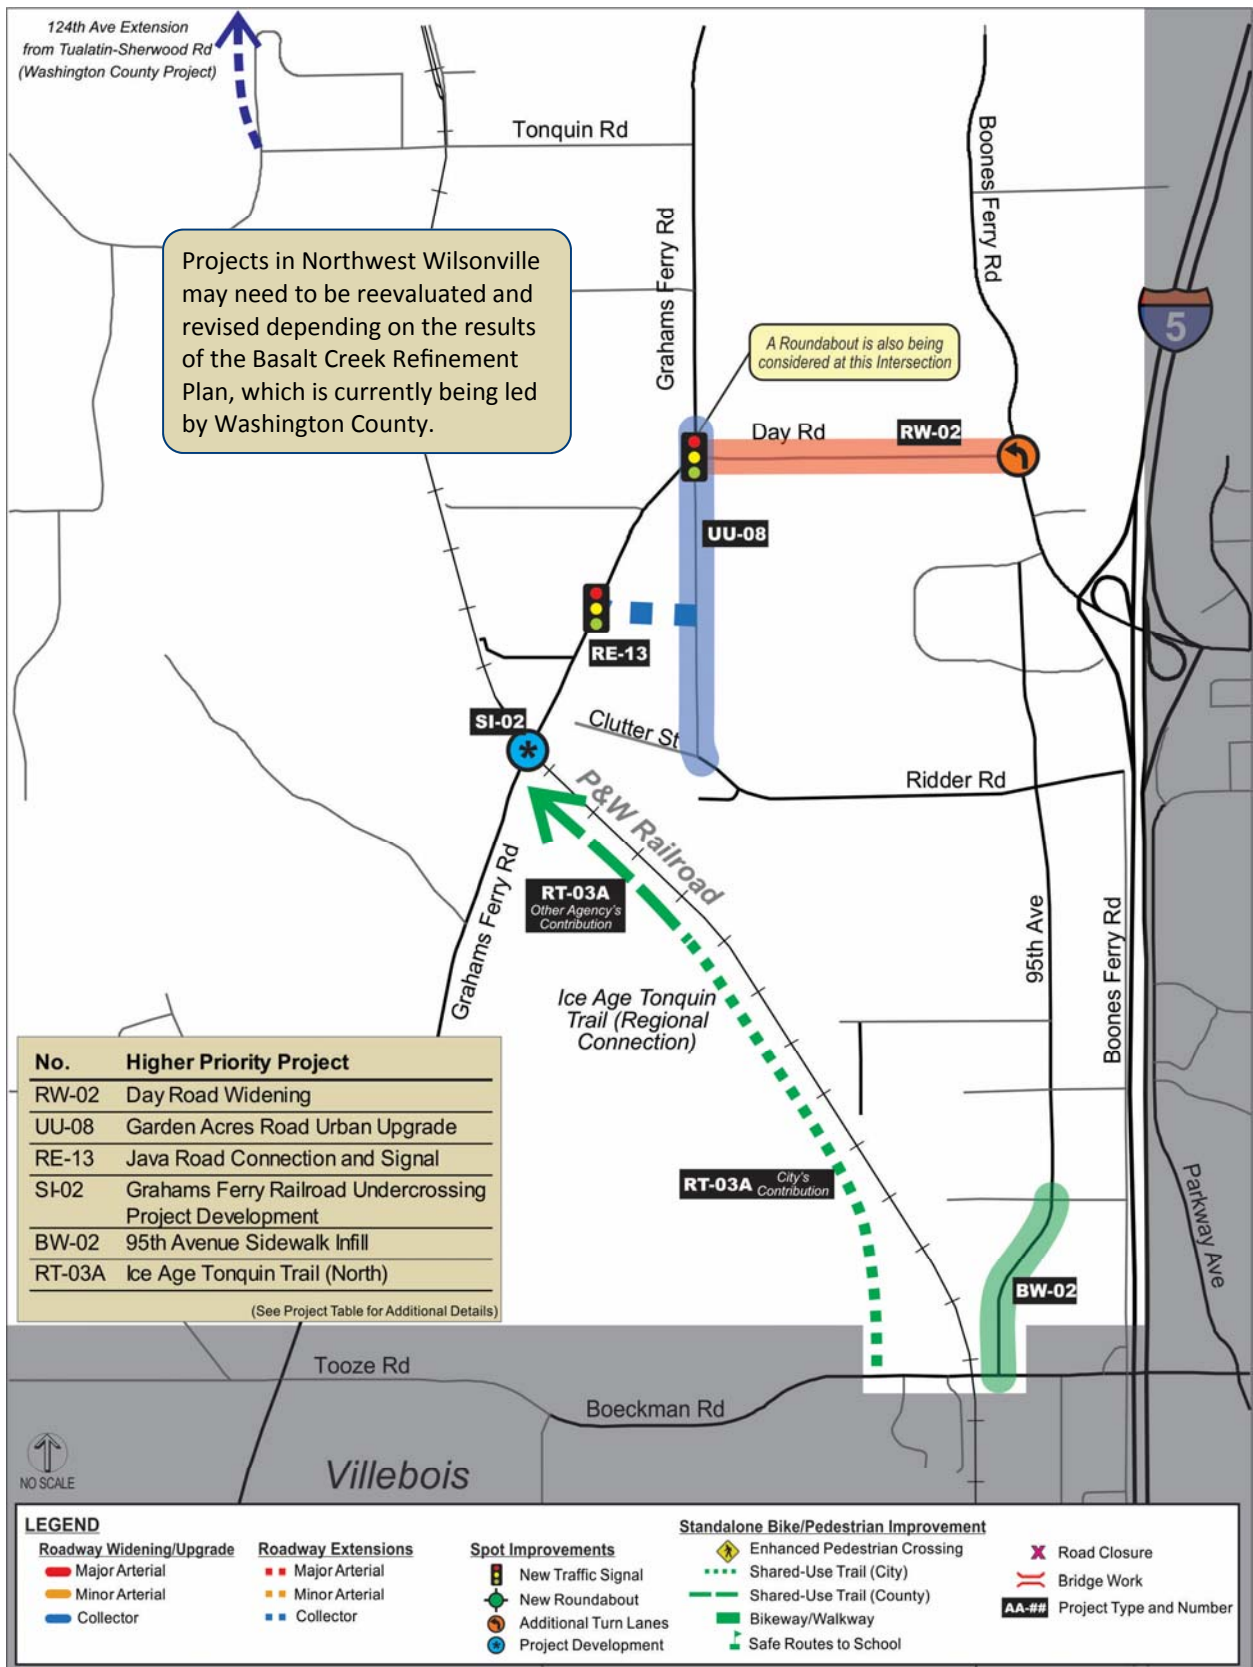 124th Ave Extension
from Tualatin-Sherwood Rd
(Washington County Project)
Tonquin Rd
Boones Ferry Rd
Grahams Ferry Rd
Projects in Northwest Wilsonville
may need to be reevaluated and
revised depending on the results
of the Basalt Creek Refinement
Plan, which is currently being led
by Washington County.
5
A Roundabout is also being
considered at this Intersection
Day Rd
RW-02
UU-08
RE-13
SI-02
Clutter St
Ridder Rd
P&W Railroad
RT-03A
Other Agency's
Contribution
Grahams Ferry Rd
95th Ave
Boones Ferry Rd
Ice Age Tonquin
Trail (Regional
Connection)
No. Higher Priority Project
RW-02 Day Road Widening
UU-08 Garden Acres Road Urban Upgrade
RE-13 Java Road Connection and Signal
SI-02 Grahams Ferry Railroad Undercrossing
Project Development
BW-02 95th Avenue Sidewalk Infill
RT-03A Ice Age Tonquin Trail (North)
(See Project Table for Additional Details)
RT-03A City's
Contribution
Parkway Ave
BW-02
Tooze Rd
Boeckman Rd
Villebois
NO SCALE
LEGEND
Roadway Widening/Upgrade
Major Arterial
Minor Arterial
Collector
Roadway Extensions
Major Arterial
Minor Arterial
Collector
Spot Improvements
New Traffic Signal
New Roundabout
Additional Turn Lanes
Project Development
Standalone Bike/Pedestrian Improvement
Enhanced Pedestrian Crossing
Shared-Use Trail (City)
Shared-Use Trail (County)
Bikeway/Walkway
Safe Routes to School
X Road Closure
Bridge Work
AA-## Project Type and Number